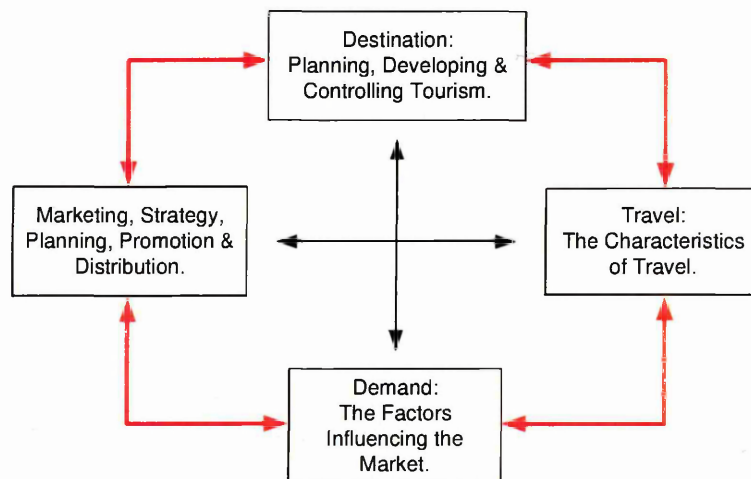 Destination:
Planning, Developing &
Controlling Tourism.
Marketing, Strategy,
Planning, Promotion &
Distribution.
Travel:
The Characteristics
of Travel.
Demand:
The Factors
Influencing the
Market.